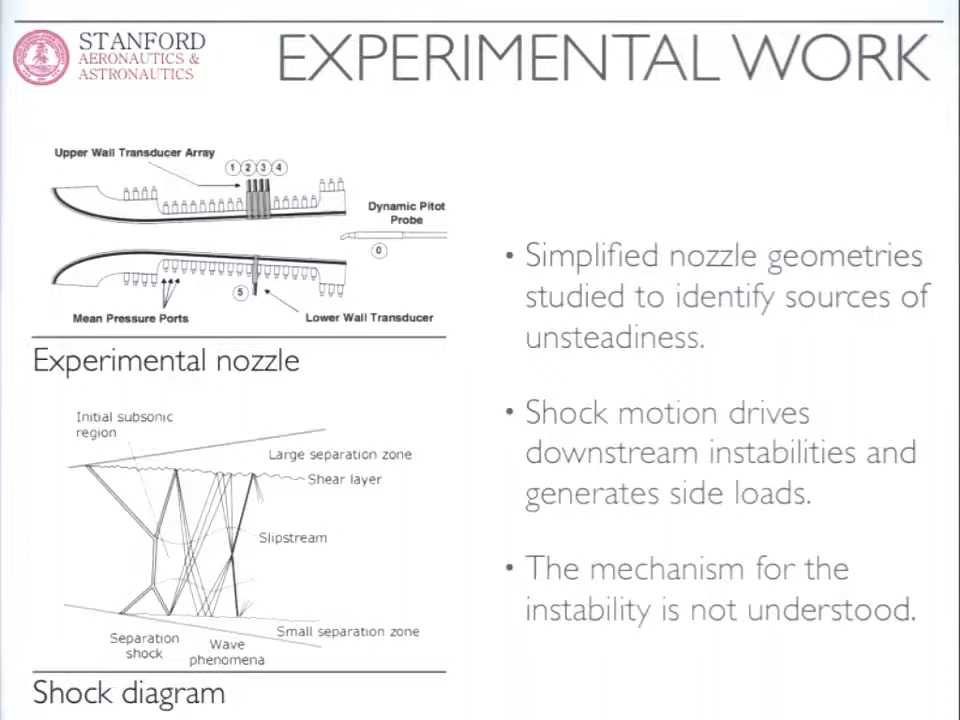 STANFORD
AERONAUTICS &
ASTRONAUTICS
EXPERIMENTAL WORK
Upper Wall Transducer Array
1 2 3 4
Dynamic Pitot
Probe
0
5
Mean Pressure Ports
Lower Wall Transducer
Experimental nozzle
Initial subsonic
region
Large separation zone
Shear layer
Slipstream
Small separation zone
Separation
shock
Wave
phenomena
Shock diagram
• Simplified nozzle geometries
studied to identify sources of
unsteadiness.
• Shock motion drives
downstream instabilities and
generates side loads.
• The mechanism for the
instability is not understood.